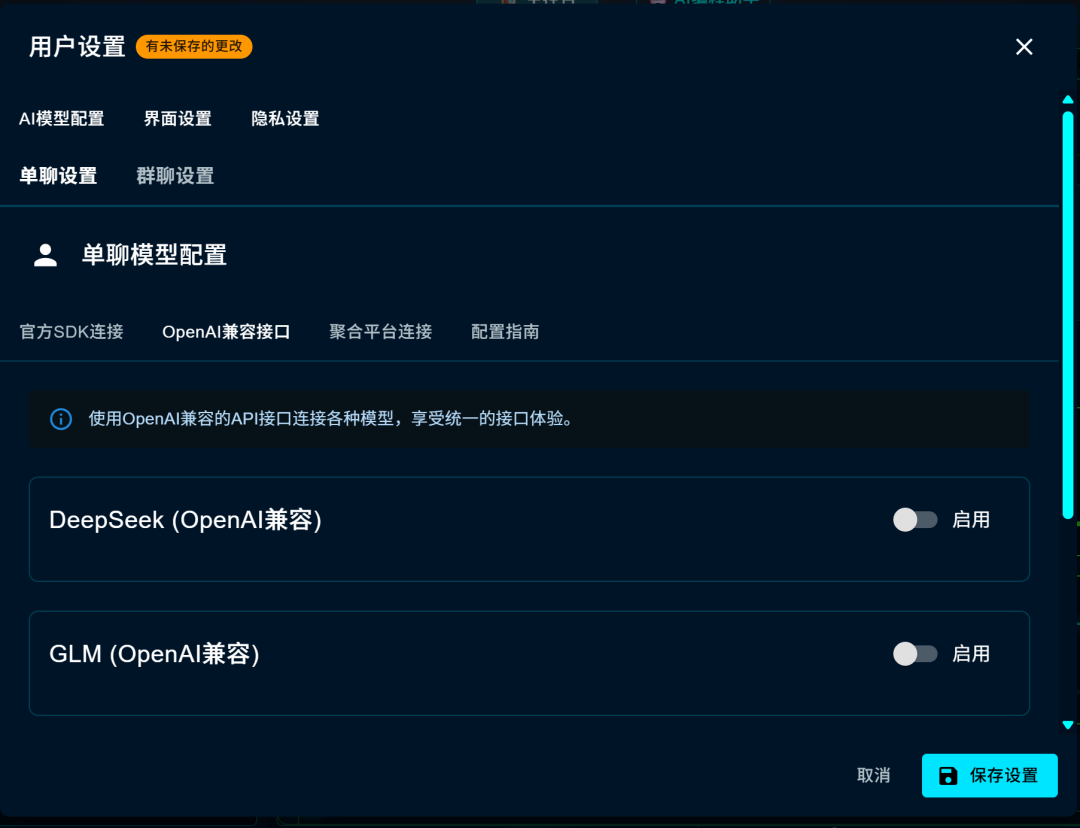 用户设置 有未保存的更改
AI模型配置 界面设置 隐私设置
单聊设置 群聊设置
单聊模型配置
官方SDK连接 OpenAI兼容接口 聚合平台连接 配置指南
使用OpenAI兼容的API接口连接各种模型，享受统一的接口体验。
DeepSeek (OpenAI兼容) 启用
GLM (OpenAI兼容) 启用
取消 保存设置